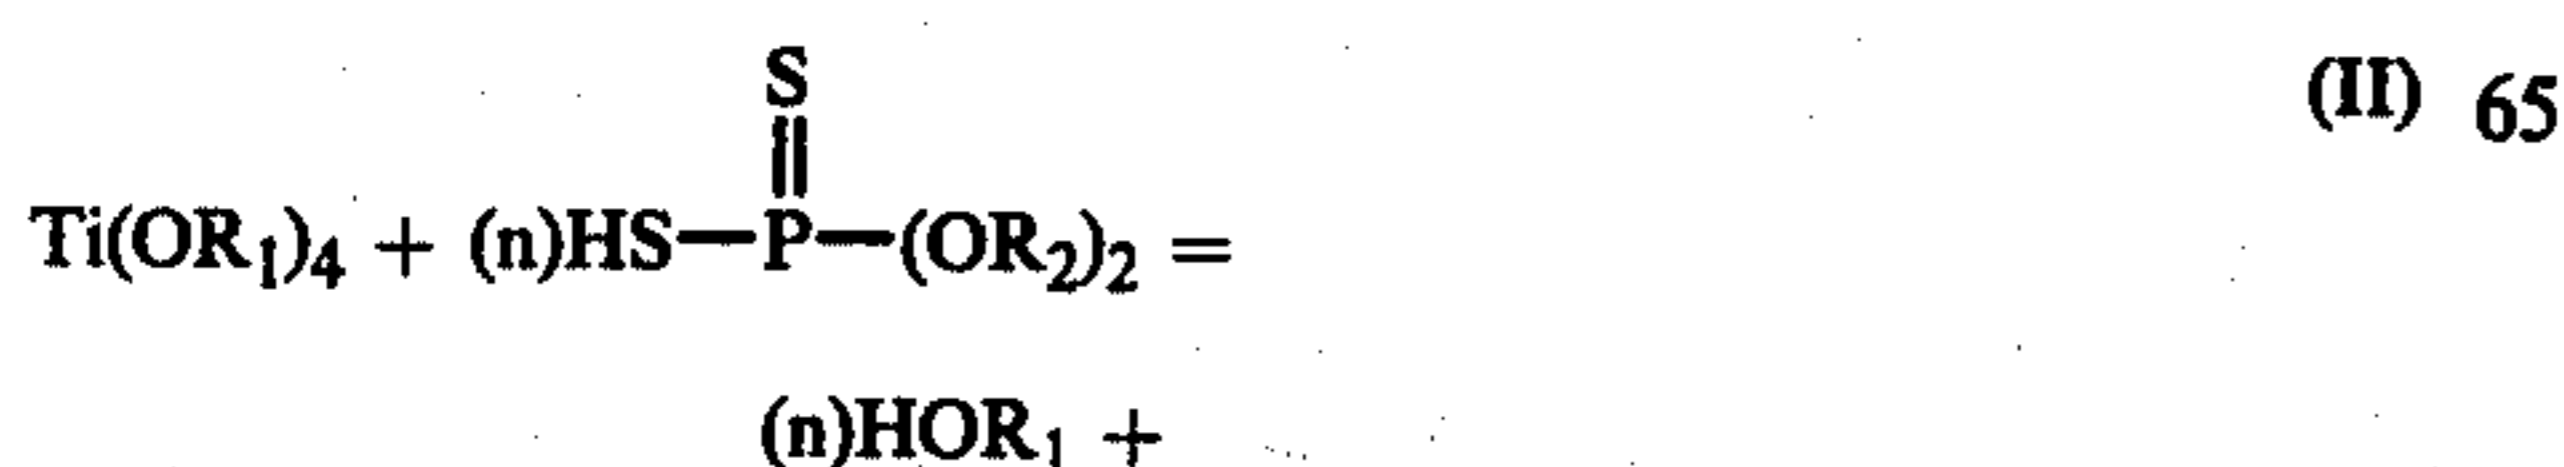 S
(II) 65
||
Ti(OR₁)₄ + (n)HS—P—(OR₂)₂ =
(n)HOR₁ +